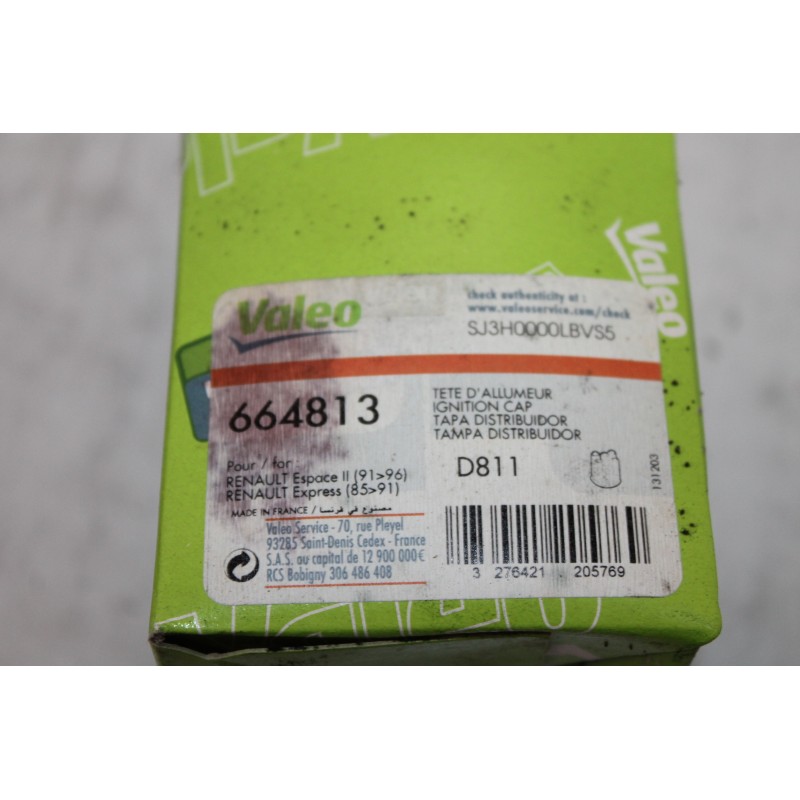 Valeo
Valeo
check authenticity at :
www.valeoservice.com/check
SJ3H0000LBVS5
664813
TETE D'ALLUMEUR
IGNITION CAP
TAPA DISTRIBUIDOR
TAMPA DISTRIBUIDOR
Pour / for :
RENAULT Espace II (91>96)
RENAULT Express (85>91)
D811
131203
MADE IN FRANCE / مصنوع في فرنسا
Valeo Service - 70, rue Pleyel
93285 Saint-Denis Cedex - France
S.A.S. au capital de 12 900 000€
RCS Bobigny 306 486 408
3 276421 205769